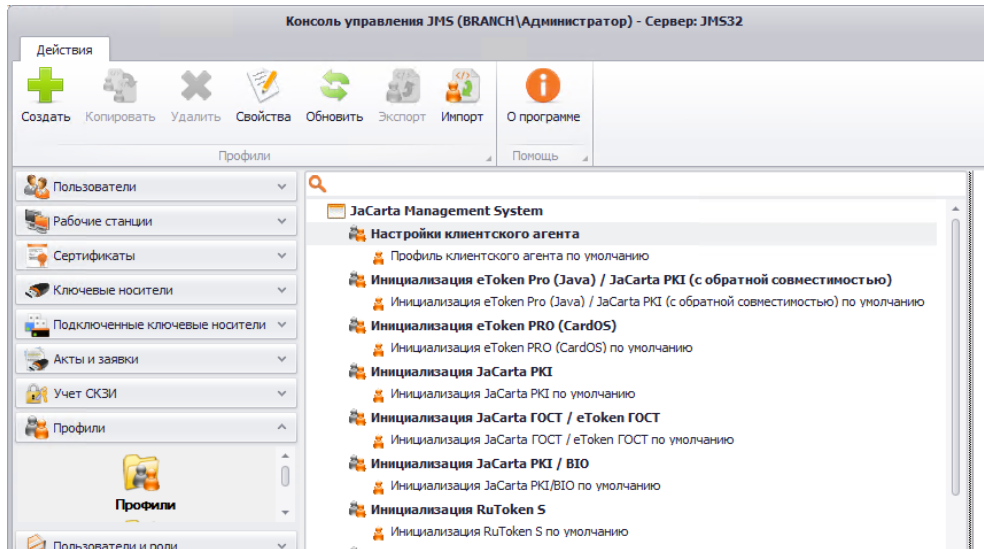 Консоль управления JMS (BRANCH\Администратор) - Сервер: JMS32
Действия
Создать Копировать Удалить Свойства Обновить Экспорт Импорт О программе
Профили Помощь
Пользователи
Рабочие станции
Сертификаты
Ключевые носители
Подключенные ключевые носители
Акты и заявки
Учет СКЗИ
Профили
Профили
Пользователи и роли
JaCarta Management System
Настройки клиентского агента
Профиль клиентского агента по умолчанию
Инициализация eToken Pro (Java) / JaCarta PKI (с обратной совместимостью)
Инициализация eToken Pro (Java) / JaCarta PKI (с обратной совместимостью) по умолчанию
Инициализация eToken PRO (CardOS)
Инициализация eToken PRO (CardOS) по умолчанию
Инициализация JaCarta PKI
Инициализация JaCarta PKI по умолчанию
Инициализация JaCarta ГОСТ / eToken ГОСТ
Инициализация JaCarta ГОСТ / eToken ГОСТ по умолчанию
Инициализация JaCarta PKI / BIO
Инициализация JaCarta PKI/BIO по умолчанию
Инициализация RuToken S
Инициализация RuToken S по умолчанию